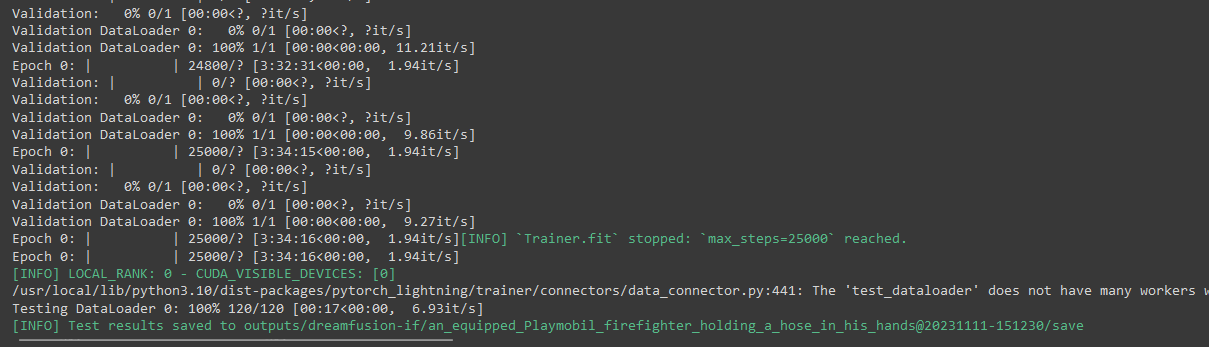 Validation:   0% 0/1 [00:00<?, ?it/s]
Validation DataLoader 0:   0% 0/1 [00:00<?, ?it/s]
Validation DataLoader 0: 100% 1/1 [00:00<00:00, 11.21it/s]
Epoch 0: |          | 24800/? [3:32:31<00:00,  1.94it/s]
Validation: |          | 0/? [00:00<?, ?it/s]
Validation:   0% 0/1 [00:00<?, ?it/s]
Validation DataLoader 0:   0% 0/1 [00:00<?, ?it/s]
Validation DataLoader 0: 100% 1/1 [00:00<00:00,  9.86it/s]
Epoch 0: |          | 25000/? [3:34:15<00:00,  1.94it/s]
Validation: |          | 0/? [00:00<?, ?it/s]
Validation:   0% 0/1 [00:00<?, ?it/s]
Validation DataLoader 0:   0% 0/1 [00:00<?, ?it/s]
Validation DataLoader 0: 100% 1/1 [00:00<00:00,  9.27it/s]
Epoch 0: |          | 25000/? [3:34:16<00:00,  1.94it/s][INFO] `Trainer.fit` stopped: `max_steps=25000` reached.
Epoch 0: |          | 25000/? [3:34:16<00:00,  1.94it/s]
[INFO] LOCAL_RANK: 0 - CUDA_VISIBLE_DEVICES: [0]
/usr/local/lib/python3.10/dist-packages/pytorch_lightning/trainer/connectors/data_connector.py:441: The 'test_dataloader' does not have many workers
Testing DataLoader 0: 100% 120/120 [00:17<00:00,  6.93it/s]
[INFO] Test results saved to outputs/dreamfusion-if/an_equipped_Playmobil_firefighter_holding_a_hose_in_his_hands@20231111-151230/save